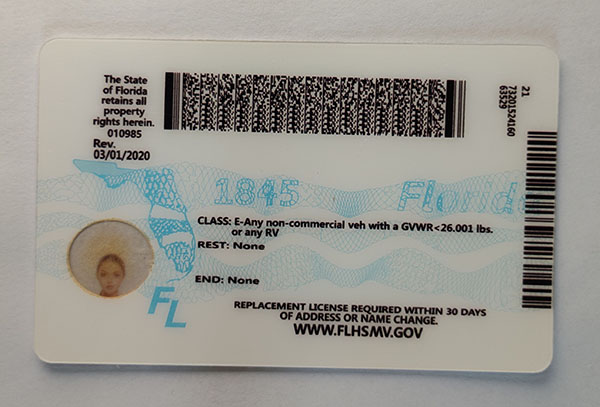 The State
of Florida
retains all
property
rights herein.
010985
Rev.
03/01/2020
21
7320152416​0
63529
1845 Florida
CLASS: E-Any non-commercial veh with a GVWR<26.001 lbs.
or any RV
REST: None
END: None
FL
REPLACEMENT LICENSE REQUIRED WITHIN 30 DAYS
OF ADDRESS OR NAME CHANGE.
WWW.FLHSMV.GOV